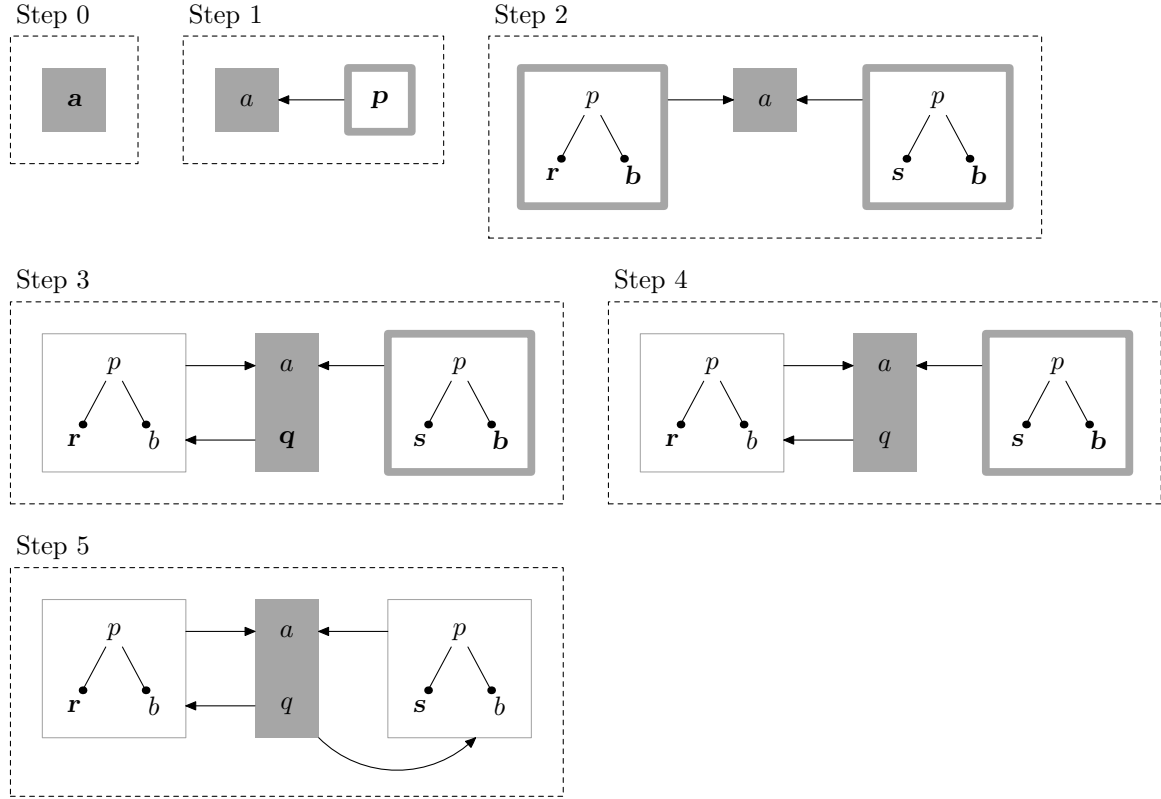 Step 0
a
Step 1
a p
Step 2
p a p
r b s b
Step 3
p a p
r b q s b
Step 4
p a p
r b q s b
Step 5
p a p
r b q s b